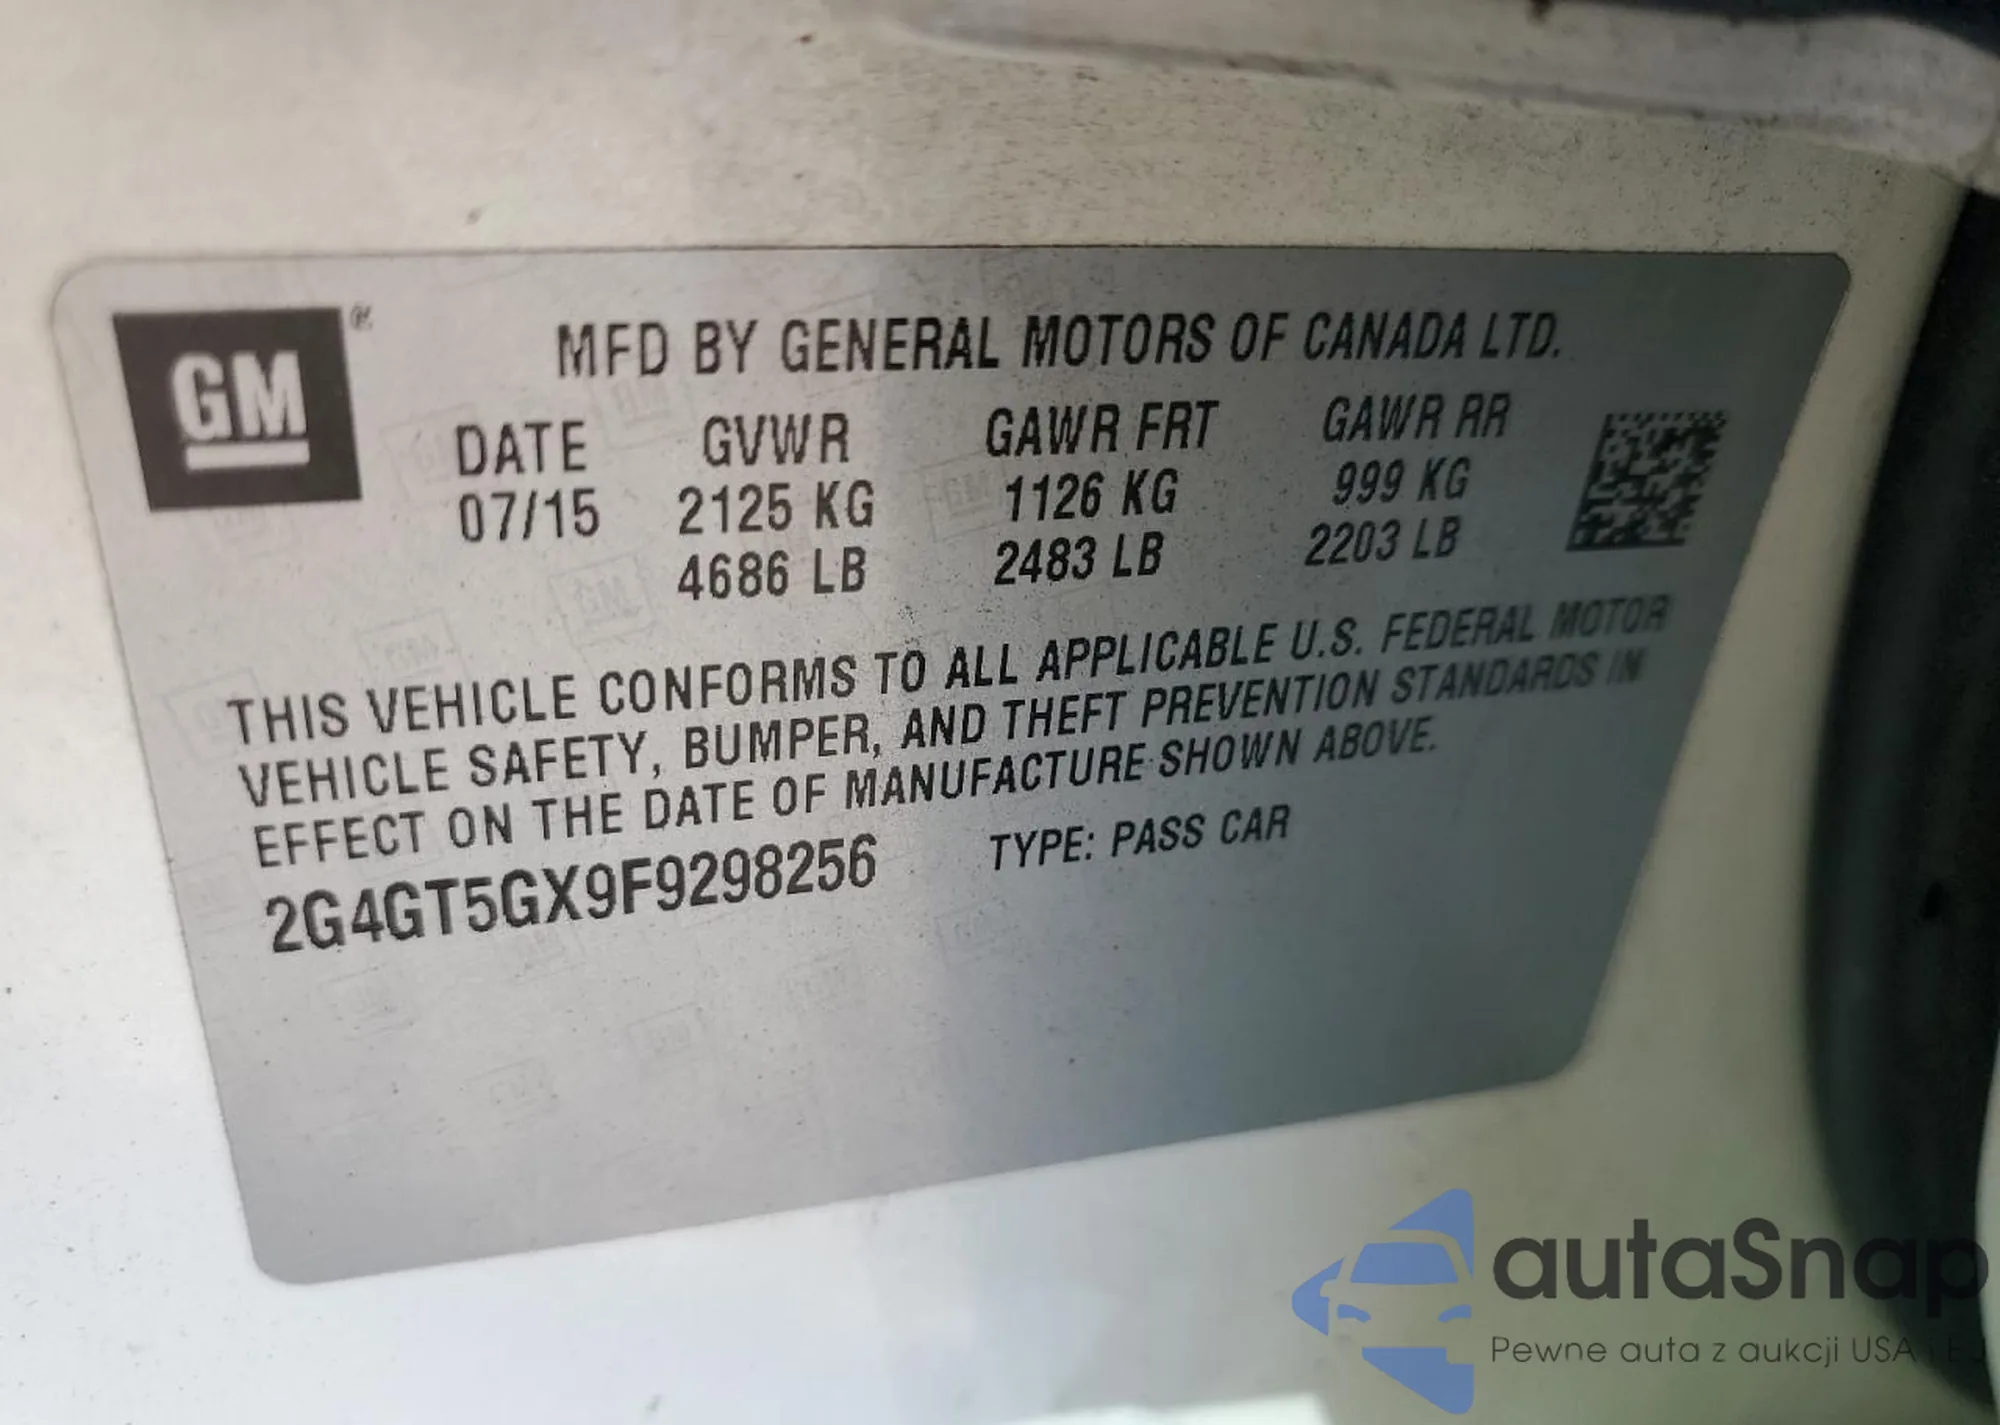 GM ®
MFD BY GENERAL MOTORS OF CANADA LTD.
DATE GVWR GAWR FRT GAWR RR
07/15 2125 KG 1126 KG 999 KG
4686 LB 2483 LB 2203 LB
THIS VEHICLE CONFORMS TO ALL APPLICABLE U.S. FEDERAL MOTOR
VEHICLE SAFETY, BUMPER, AND THEFT PREVENTION STANDARDS IN
EFFECT ON THE DATE OF MANUFACTURE SHOWN ABOVE.
2G4GT5GX9F9298256 TYPE: PASS CAR
autaSnap
Pewne auta z aukcji USA i EU